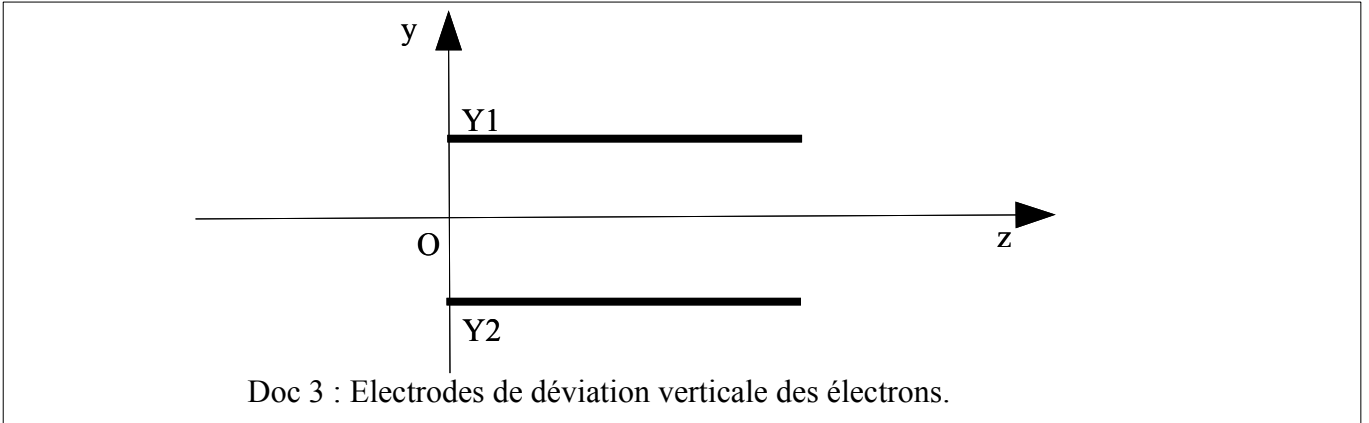 y
Y1
O
z
Y2
Doc 3 : Electrodes de déviation verticale des électrons.